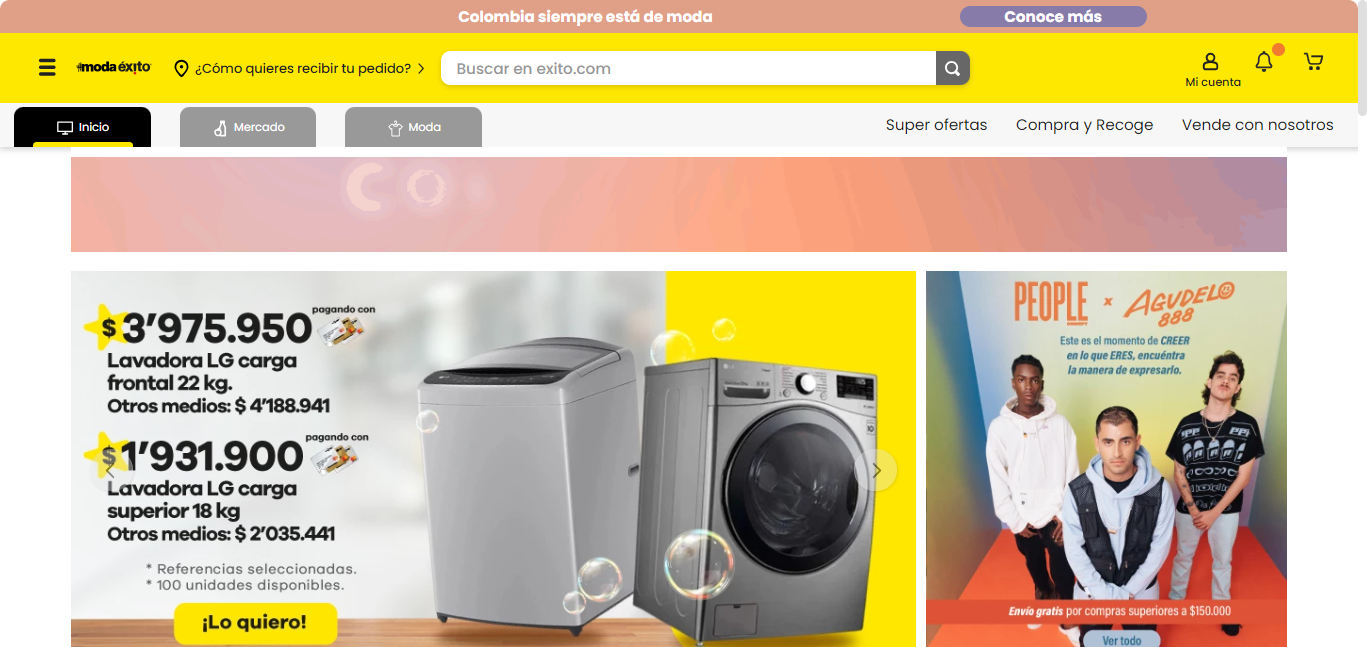 Colombia siempre está de moda
Conoce más
#moda éxito
¿Cómo quieres recibir tu pedido?
Buscar en exito.com
Mi cuenta
Inicio
Mercado
Moda
Super ofertas
Compra y Recoge
Vende con nosotros
CO
$3'975.950
pagando con
Lavadora LG carga
frontal 22 kg.
Otros medios: $ 4'188.941
$1'931.900
pagando con
Lavadora LG carga
superior 18 kg
Otros medios: $ 2'035.441
* Referencias seleccionadas.
* 100 unidades disponibles.
¡Lo quiero!
PEOPLE x AGUDELO
888
Este es el momento de CREER
en lo que ERES, encuéntra
la manera de expresarlo.
Envío gratis por compras superiores a $150.000
Ver todo